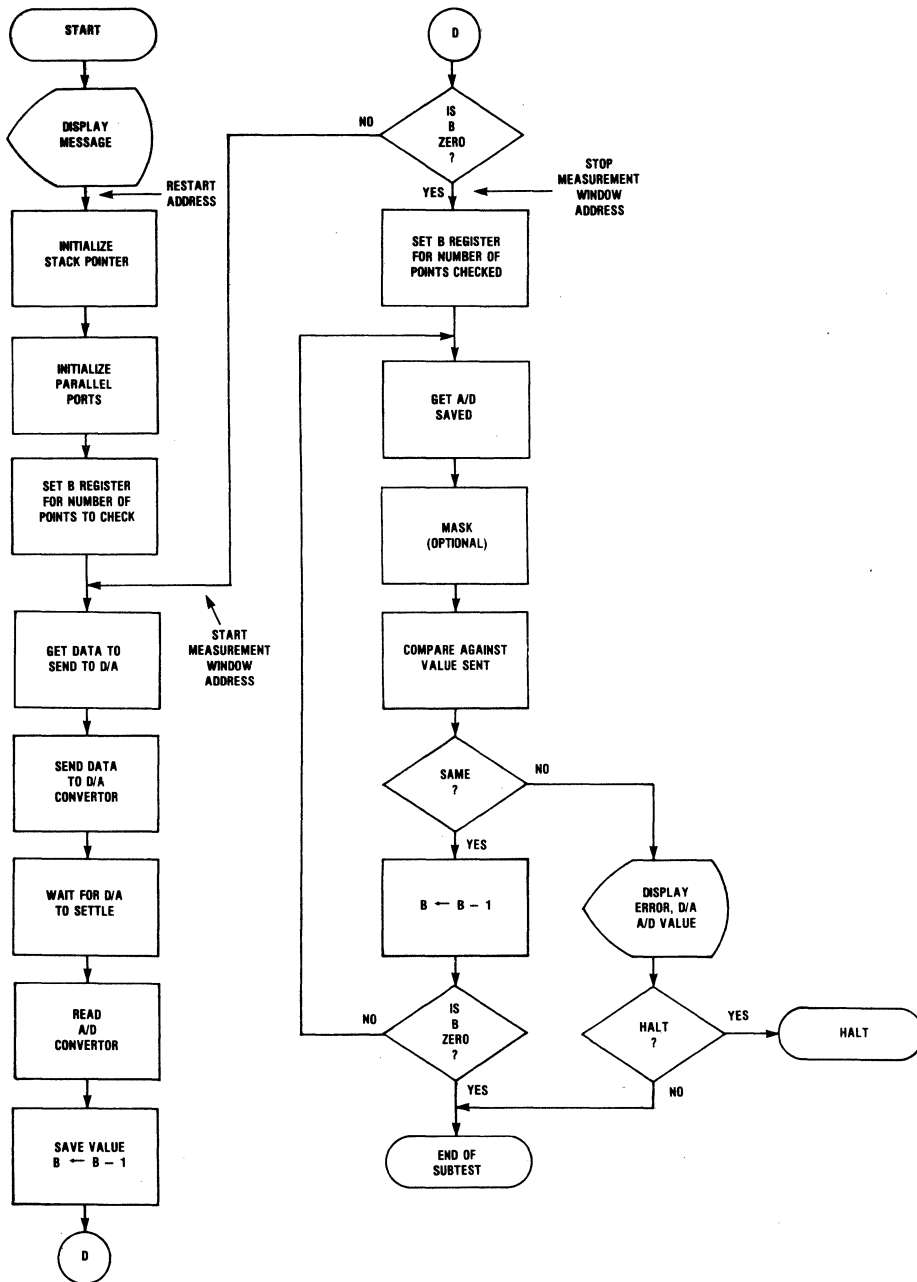 START
DISPLAY
MESSAGE
RESTART
ADDRESS
INITIALIZE
STACK POINTER
INITIALIZE
PARALLEL
PORTS
SET B REGISTER
FOR NUMBER OF
POINTS TO CHECK
START
MEASUREMENT
WINDOW
ADDRESS
GET DATA TO
SEND TO D/A
SEND DATA
TO D/A
CONVERTOR
WAIT FOR D/A
TO SETTLE
READ
A/D
CONVERTOR
SAVE VALUE
B ← B – 1
D
D
IS
B
ZERO
?
NO
YES
STOP
MEASUREMENT
WINDOW
ADDRESS
SET B REGISTER
FOR NUMBER OF
POINTS CHECKED
GET A/D
SAVED
MASK
(OPTIONAL)
COMPARE AGAINST
VALUE SENT
SAME
?
NO
YES
B ← B – 1
DISPLAY
ERROR, D/A
A/D VALUE
IS
B
ZERO
?
NO
YES
HALT
?
YES
NO
HALT
END OF
SUBTEST